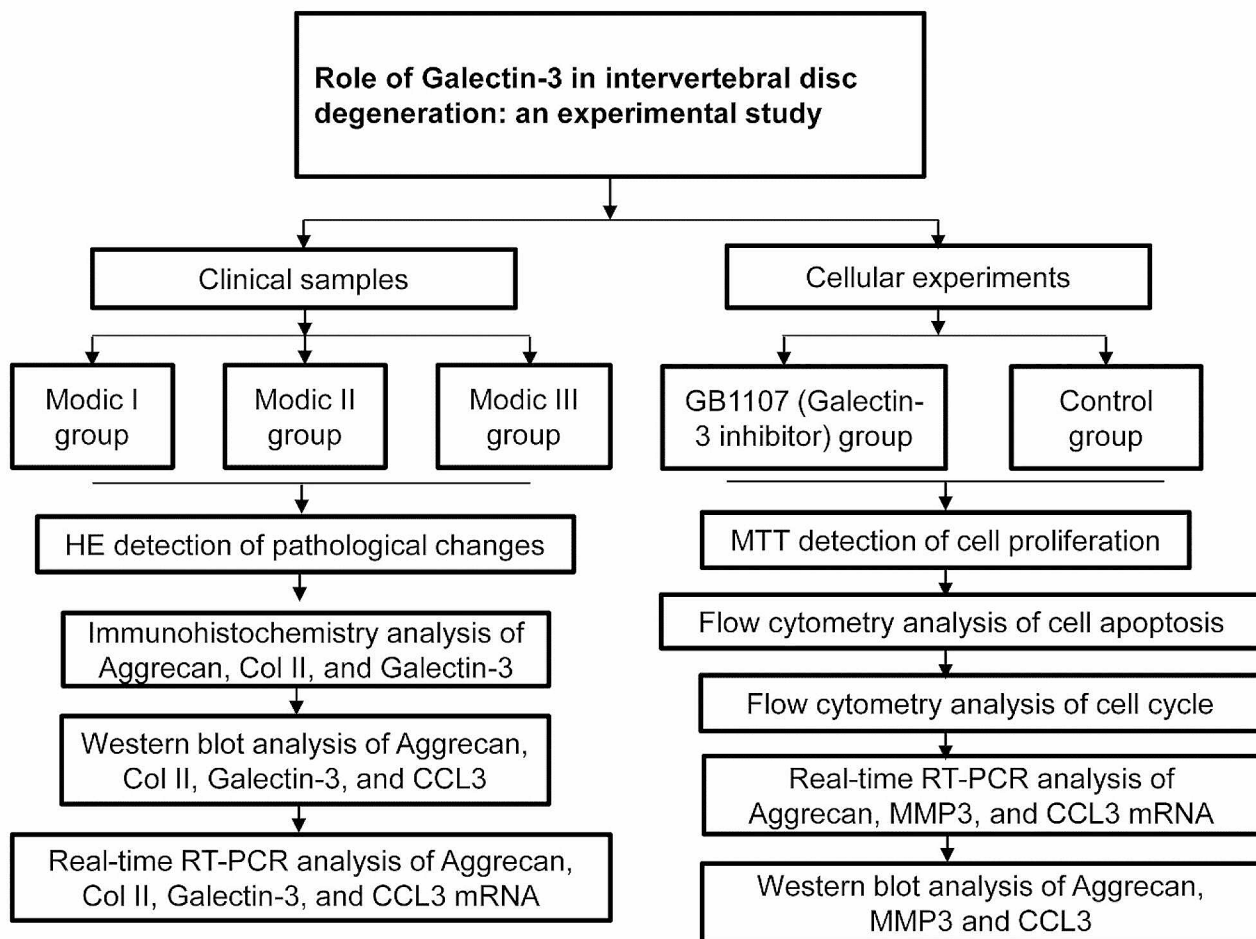 Role of Galectin-3 in intervertebral disc
degeneration: an experimental study
Clinical samples
Modic I
group
Modic II
group
Modic III
group
HE detection of pathological changes
Immunohistochemistry analysis of
Aggrecan, Col II, and Galectin-3
Western blot analysis of Aggrecan,
Col II, Galectin-3, and CCL3
Real-time RT-PCR analysis of Aggrecan,
Col II, Galectin-3, and CCL3 mRNA
Cellular experiments
GB1107 (Galectin-
3 inhibitor) group
Control
group
MTT detection of cell proliferation
Flow cytometry analysis of cell apoptosis
Flow cytometry analysis of cell cycle
Real-time RT-PCR analysis of
Aggrecan, MMP3, and CCL3 mRNA
Western blot analysis of Aggrecan,
MMP3 and CCL3